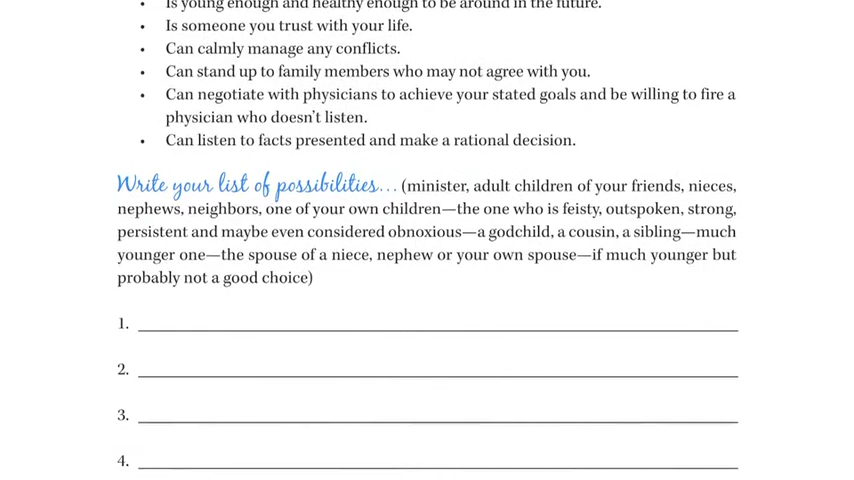 • Is young enough and healthy enough to be around in the future.
• Is someone you trust with your life.
• Can calmly manage any conflicts.
• Can stand up to family members who may not agree with you.
• Can negotiate with physicians to achieve your stated goals and be willing to fire a
physician who doesn't listen.
• Can listen to facts presented and make a rational decision.
Write your list of possibilities... (minister, adult children of your friends, nieces,
nephews, neighbors, one of your own children—the one who is feisty, outspoken, strong,
persistent and maybe even considered obnoxious—a godchild, a cousin, a sibling—much
younger one—the spouse of a niece, nephew or your own spouse—if much younger but
probably not a good choice)
1.
2.
3.
4.